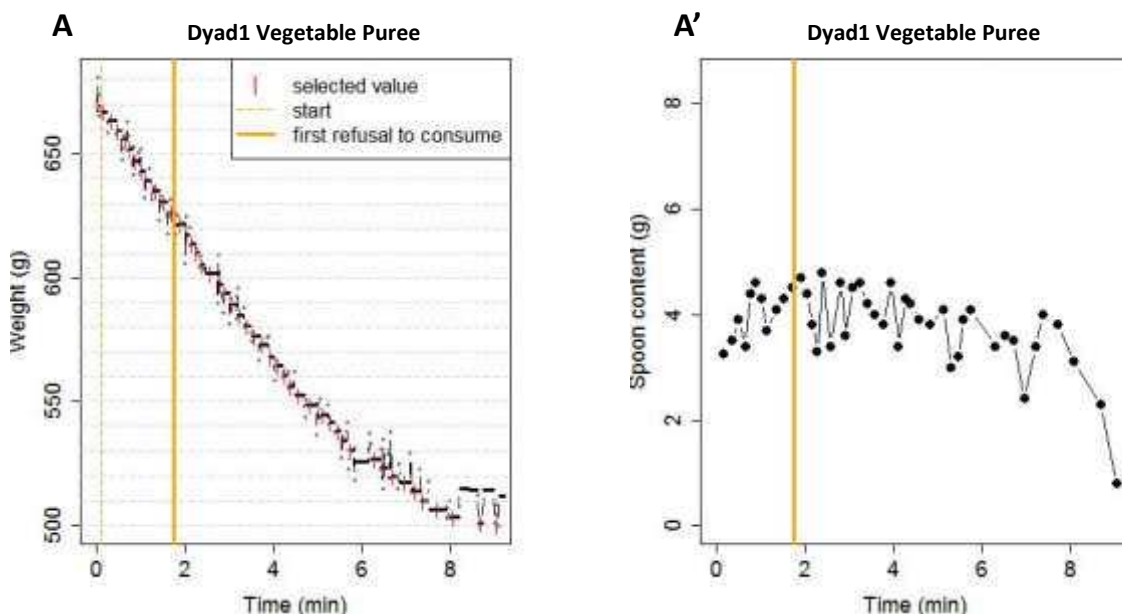 A
Dyad1 Vegetable Puree
selected value
start
first refusal to consume
Weight (g)
650
600
550
500
0 2 4 6 8
Time (min)
A’
Dyad1 Vegetable Puree
Spoon content (g)
8
6
4
2
0
0 2 4 6 8
Time (min)